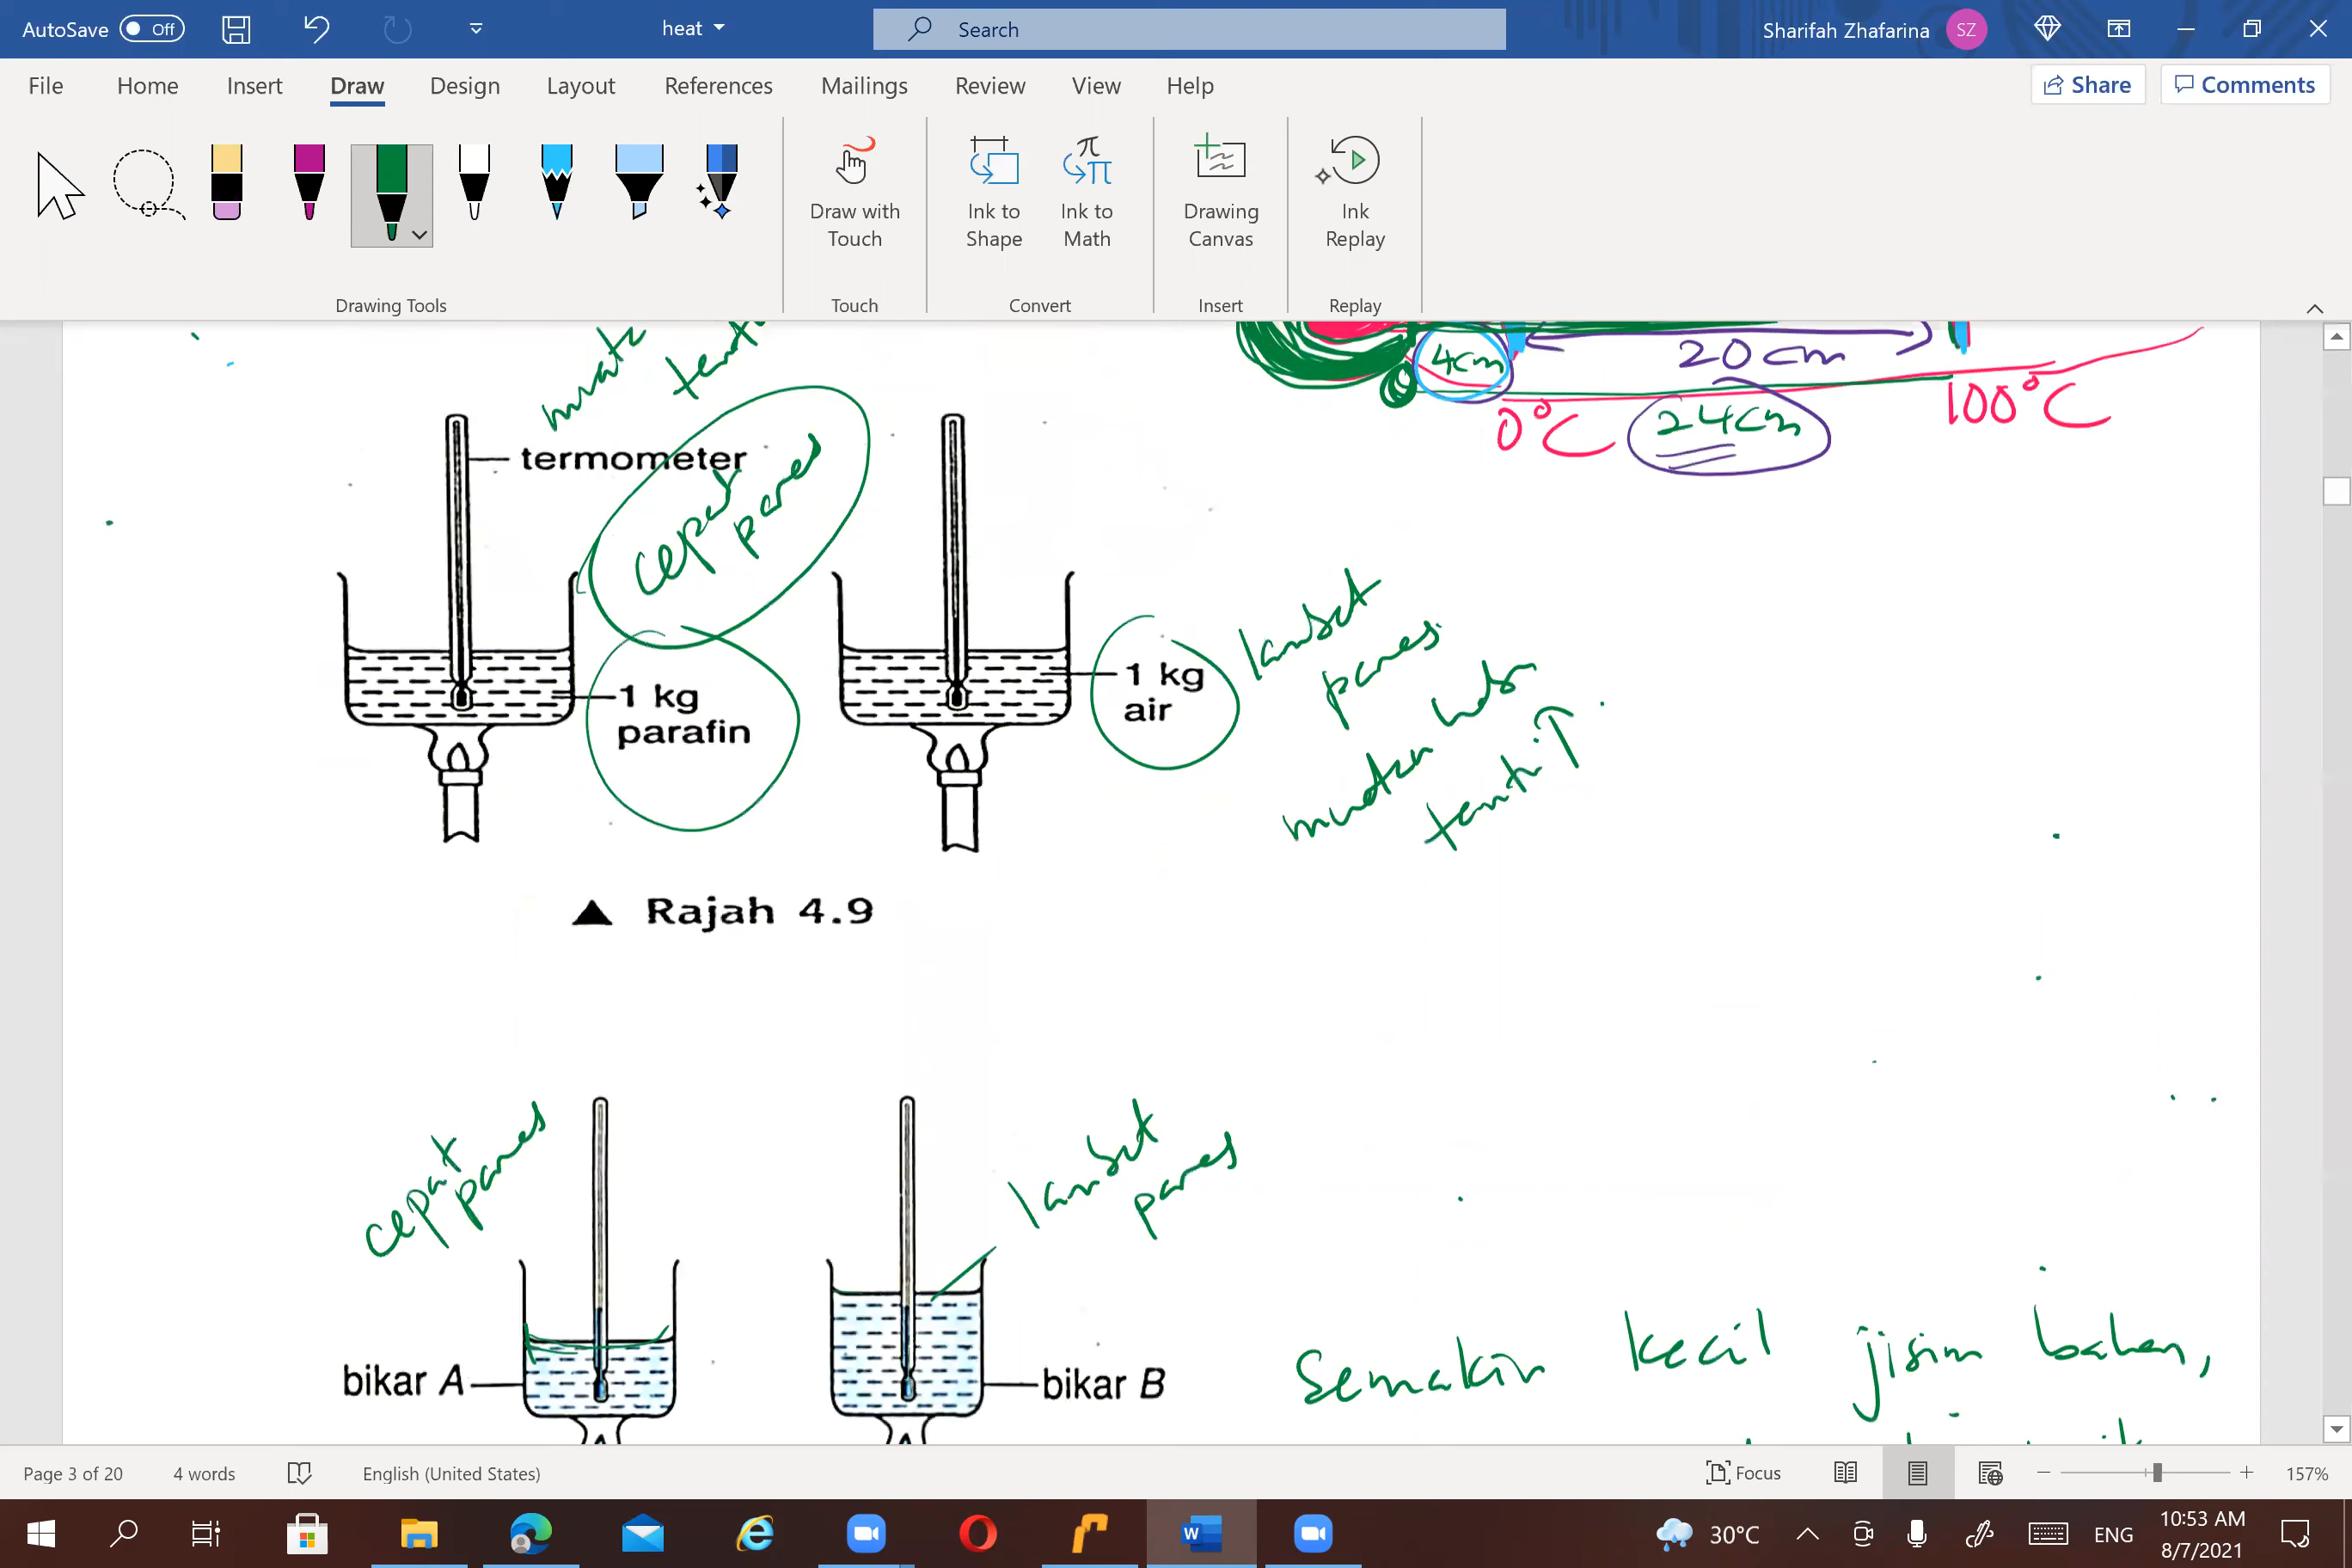 AutoSave Off heat Search Sharifah Zhafarina SZ
File Home Insert Draw Design Layout References Mailings Review View Help Share Comments
Draw with Touch
Ink to Shape
Ink to Math
Drawing Canvas
Ink Replay
Drawing Tools Touch Convert Insert Replay
4cm 20 cm
0°C 24cm 100°C
termometer
cepat
panas
1 kg
parafin
1 kg
air
lambat
panas
tentu ↑
▲ Rajah 4.9
cepat
panas
lambat
panas
bikar A
bikar B
Semakin kecil jisim bahan,
Page 3 of 20 4 words English (United States) Focus 157%
30°C ENG 10:53 AM
8/7/2021